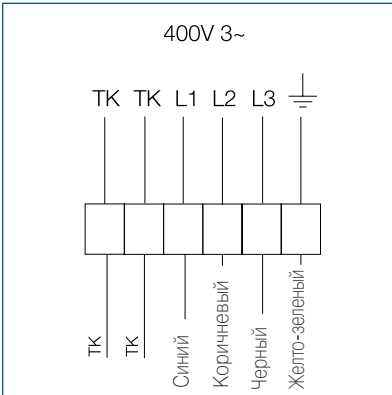 400V 3~
TK TK L1 L2 L3
TK
TK
Синий
Коричневый
Черный
Желто-зеленый